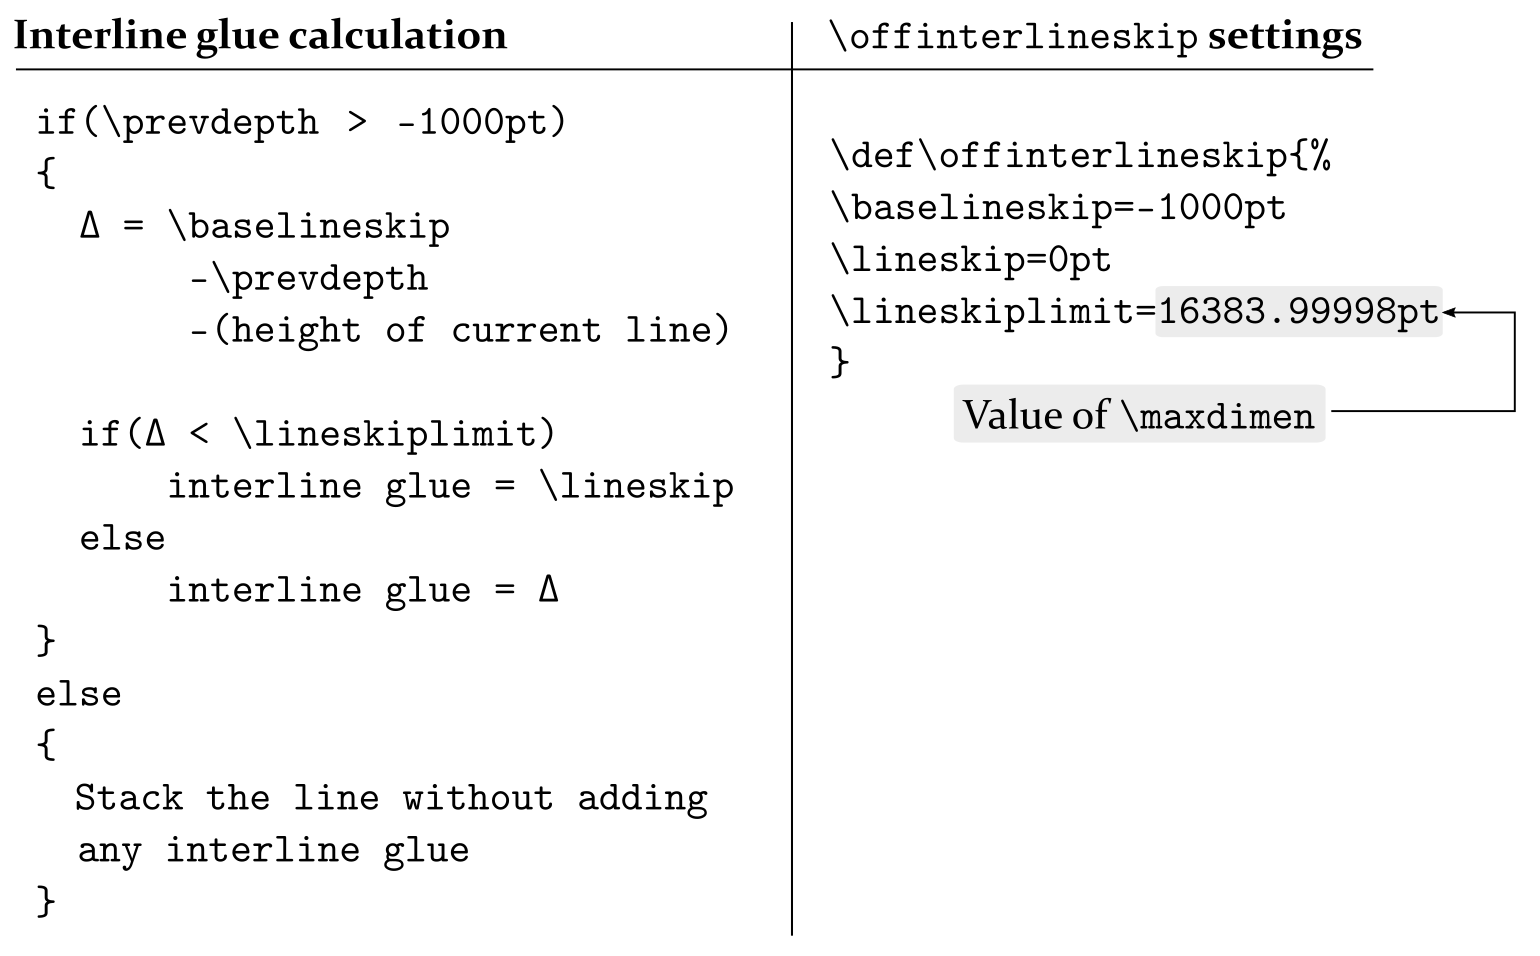 Interline glue calculation
if(\prevdepth > -1000pt)
{
Δ = \baselineskip
-\prevdepth
-(height of current line)
if(Δ < \lineskiplimit)
interline glue = \lineskip
else
interline glue = Δ
}
else
{
Stack the line without adding
any interline glue
}
\offinterlineskip settings
\def\offinterlineskip{%
\baselineskip=-1000pt
\lineskip=0pt
\lineskiplimit=16383.99998pt
}
Value of \maxdimen